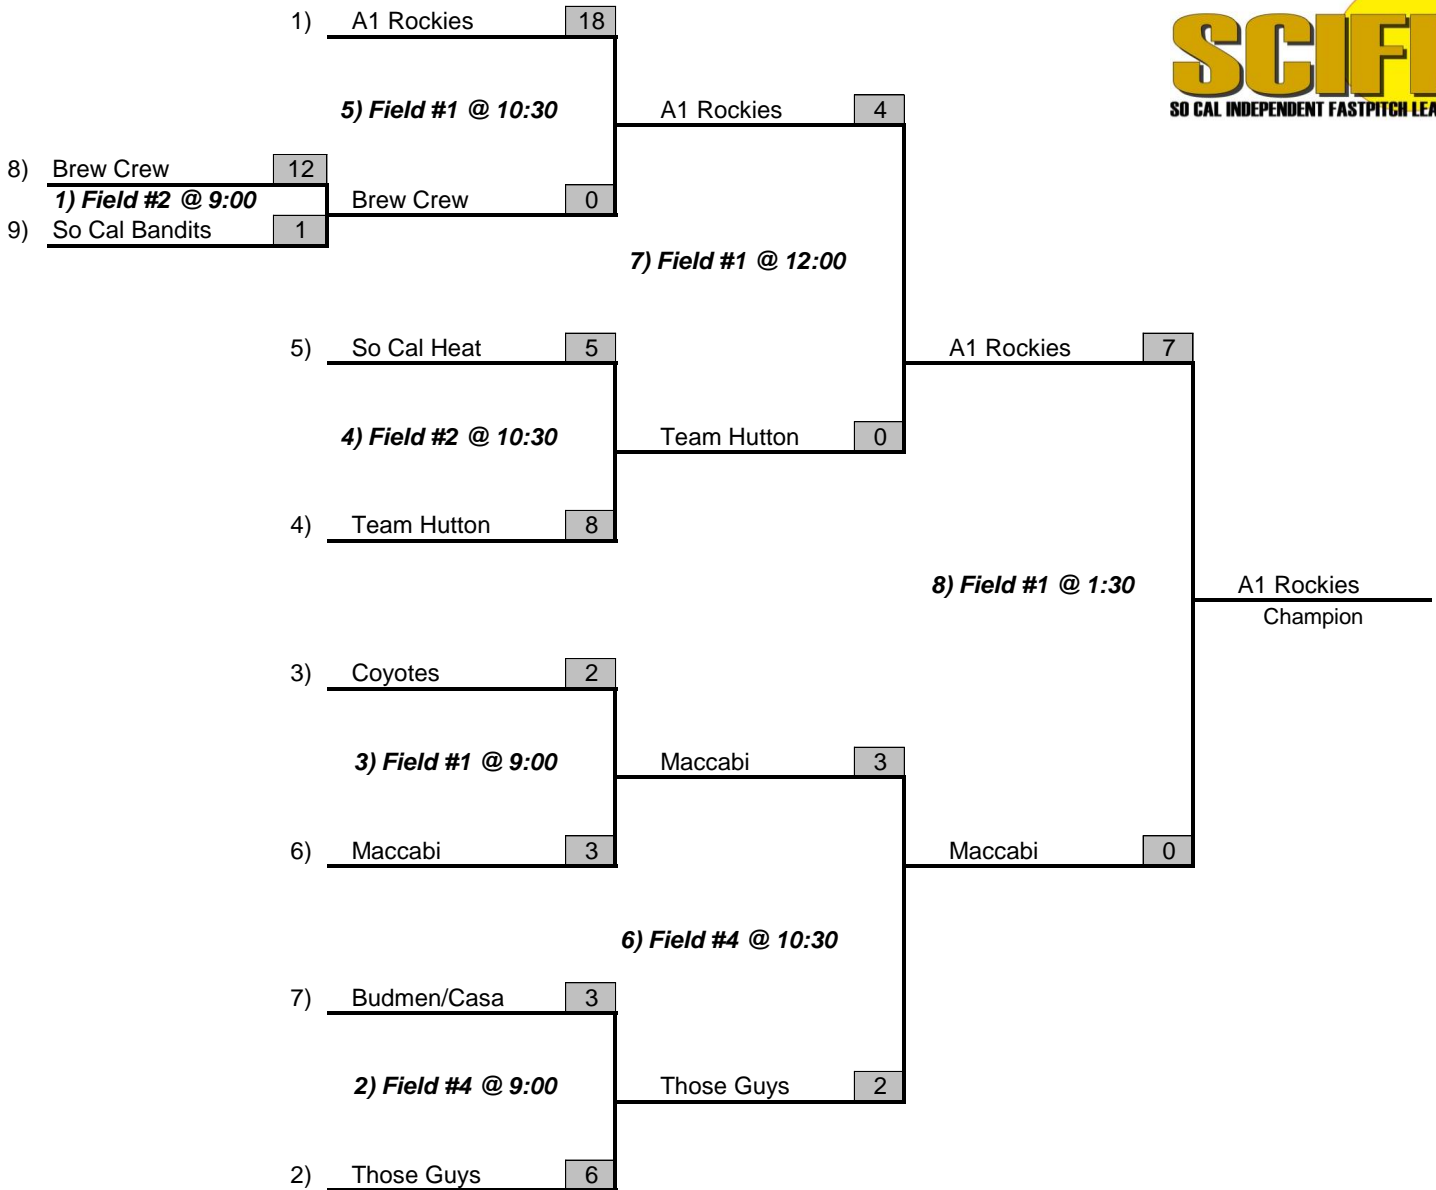 1) A1 Rockies 18
SCIF
SO CAL INDEPENDENT FASTPITCH LEA
5) Field #1 @ 10:30
A1 Rockies 4
8) Brew Crew 12
1) Field #2 @ 9:00
Brew Crew 0
9) So Cal Bandits 1
7) Field #1 @ 12:00
5) So Cal Heat 5
A1 Rockies 7
4) Field #2 @ 10:30
Team Hutton 0
4) Team Hutton 8
8) Field #1 @ 1:30
A1 Rockies
Champion
3) Coyotes 2
3) Field #1 @ 9:00
Maccabi 3
6) Maccabi 3
Maccabi 0
6) Field #4 @ 10:30
7) Budmen/Casa 3
2) Field #4 @ 9:00
Those Guys 2
2) Those Guys 6